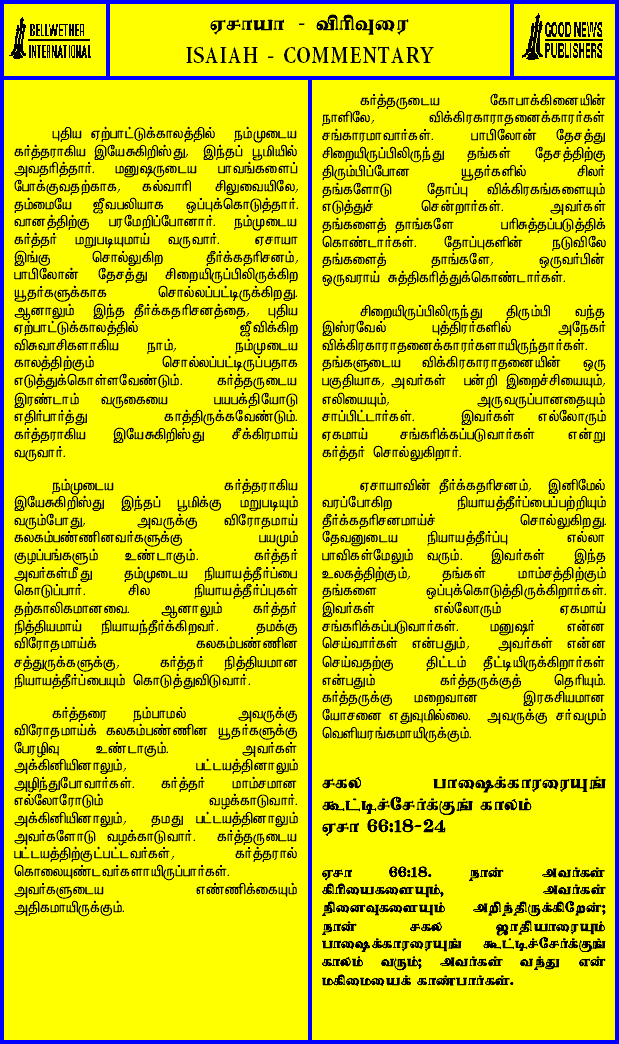 BELLWETHER
INTERNATIONAL
ஏசாயா - விரிவுரை
ISAIAH - COMMENTARY
GOOD NEWS
PUBLISHERS
புதிய ஏற்பாட்டுக்காலத்தில் நம்முடைய
கர்த்தராகிய இயேசுகிறிஸ்து, இந்தப் பூமியில்
அவதரித்தார். மனுஷருடைய பாவங்களைப்
போக்குவதற்காக, கல்வாரி சிலுவையிலே,
தம்மையே ஜீவபலியாக ஒப்புக்கொடுத்தார்.
வானத்திற்கு பரமேறிப்போனார். நம்முடைய
கர்த்தர் மறுபடியுமாய் வருவார். ஏசாயா
இங்கு சொல்லுகிற தீர்க்கதரிசனம்,
பாபிலோன் தேசத்து சிறையிருப்பிலிருக்கிற
யூதர்களுக்காக சொல்லப்பட்டிருக்கிறது.
ஆனாலும் இந்த தீர்க்கதரிசனத்தை, புதிய
ஏற்பாட்டுக்காலத்தில் ஜீவிக்கிற
விசுவாசிகளாகிய நாம், நம்முடைய
காலத்திற்கும் சொல்லப்பட்டிருப்பதாக
எடுத்துக்கொள்ளவேண்டும். கர்த்தருடைய
இரண்டாம் வருகையை பயபக்தியோடு
எதிர்பார்த்து காத்திருக்கவேண்டும்.
கர்த்தராகிய இயேசுகிறிஸ்து சீக்கிரமாய்
வருவார்.
நம்முடைய கர்த்தராகிய
இயேசுகிறிஸ்து இந்தப் பூமிக்கு மறுபடியும்
வரும்போது, அவருக்கு விரோதமாய்
கலகம்பண்ணினவர்களுக்கு பயமும்
குழப்பங்களும் உண்டாகும். கர்த்தர்
அவர்கள்மீது தம்முடைய நியாயத்தீர்ப்பை
கொடுப்பார். சில நியாயத்தீர்ப்புகள்
தற்காலிகமானவை. ஆனாலும் கர்த்தர்
நித்தியமாய் நியாயந்தீர்க்கிறவர். தமக்கு
விரோதமாய்க் கலகம்பண்ணின
சத்துருக்களுக்கு, கர்த்தர் நித்தியமான
நியாயத்தீர்ப்பையும் கொடுத்துவிடுவார்.
கர்த்தரை நம்பாமல் அவருக்கு
விரோதமாய்க் கலகம்பண்ணின யூதர்களுக்கு
பேரழிவு உண்டாகும். அவர்கள்
அக்கினியினாலும், பட்டயத்தினாலும்
அழிந்துபோவார்கள். கர்த்தர் மாம்சமான
எல்லோரோடும் வழக்காடுவார்.
அக்கினியினாலும், தமது பட்டயத்தினாலும்
அவர்களோடு வழக்காடுவார். கர்த்தருடைய
பட்டயத்திற்குட்பட்டவர்கள், கர்த்தரால்
கொலையுண்டவர்களாயிருப்பார்கள்.
அவர்களுடைய எண்ணிக்கையும்
அதிகமாயிருக்கும்.
கர்த்தருடைய கோபாக்கினையின்
நாளிலே, விக்கிரகாராதனைக்காரர்கள்
சங்காரமாவார்கள். பாபிலோன் தேசத்து
சிறையிருப்பிலிருந்து தங்கள் தேசத்திற்கு
திரும்பிப்போன யூதர்களில் சிலர்
தங்களோடு தோப்பு விக்கிரகங்களையும்
எடுத்துச் சென்றார்கள். அவர்கள்
தங்களைத் தாங்களே பரிசுத்தப்படுத்திக்
கொண்டார்கள். தோப்புகளின் நடுவிலே
தங்களைத் தாங்களே, ஒருவர்பின்
ஒருவராய் சுத்திகரித்துக்கொண்டார்கள்.
சிறையிருப்பிலிருந்து திரும்பி வந்த
இஸ்ரவேல் புத்திரர்களில் அநேகர்
விக்கிரகாராதனைக்காரர்களாயிருந்தார்கள்.
தங்களுடைய விக்கிரகாராதனையின் ஒரு
பகுதியாக, அவர்கள் பன்றி இறைச்சியையும்,
எலியையும், அருவருப்பானதையும்
சாப்பிட்டார்கள். இவர்கள் எல்லோரும்
ஏகமாய் சங்கரிக்கப்படுவார்கள் என்று
கர்த்தர் சொல்லுகிறார்.
ஏசாயாவின் தீர்க்கதரிசனம், இனிமேல்
வரப்போகிற நியாயத்தீர்ப்பைப்பற்றியும்
தீர்க்கதரிசனமாய்ச் சொல்லுகிறது.
தேவனுடைய நியாயத்தீர்ப்பு எல்லா
பாவிகள்மேலும் வரும். இவர்கள் இந்த
உலகத்திற்கும், தங்கள் மாம்சத்திற்கும்
தங்களை ஒப்புக்கொடுத்திருக்கிறார்கள்.
இவர்கள் எல்லோரும் ஏகமாய்
சங்கரிக்கப்படுவார்கள். மனுஷர் என்ன
செய்வார்கள் என்பதும், அவர்கள் என்ன
செய்வதற்கு திட்டம் தீட்டியிருக்கிறார்கள்
என்பதும் கர்த்தருக்குத் தெரியும்.
கர்த்தருக்கு மறைவான இரகசியமான
யோசனை எதுவுமில்லை. அவருக்கு சர்வமும்
வெளியரங்கமாயிருக்கும்.
சகல பாஷைக்காரரையுங்
கூட்டிச்சேர்க்குங் காலம்
ஏசா 66:18-24
ஏசா 66:18. நான் அவர்கள்
கிரியைகளையும், அவர்கள்
நினைவுகளையும் அறிந்திருக்கிறேன்;
நான் சகல ஜாதியாரையும்
பாஷைக்காரரையுங் கூட்டிச்சேர்க்குங்
காலம் வரும்; அவர்கள் வந்து என்
மகிமையைக் காண்பார்கள்.